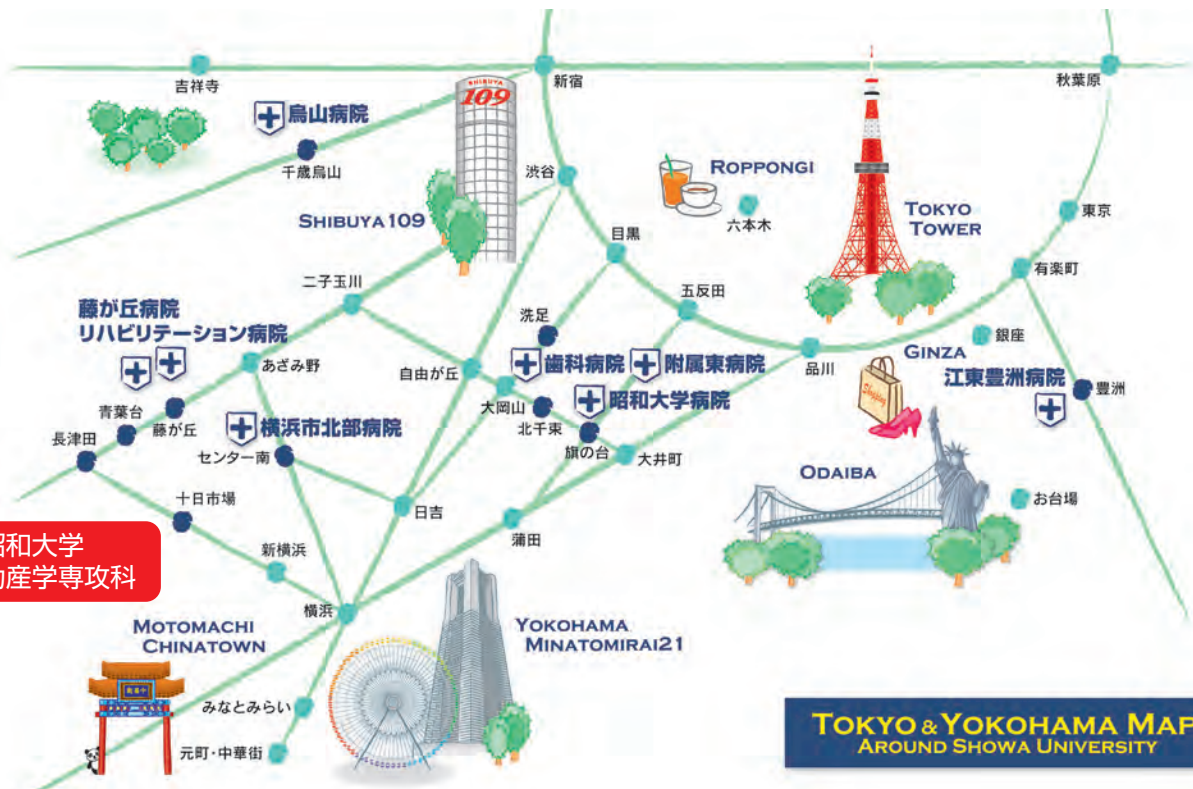 吉祥寺
新宿
秋葉原
SHIBUYA
109
烏山病院
千歳烏山
渋谷
ROPPONGI
六本木
東京
SHIBUYA 109
目黒
TOKYO
TOWER
有楽町
二子玉川
五反田
藤が丘病院
リハビリテーション病院
洗足
銀座
あざみ野
自由が丘
歯科病院
附属東病院
品川
GINZA
江東豊洲病院
豊洲
Shopping
大岡山
昭和大学病院
青葉台
藤が丘
北千束
長津田
横浜市北部病院
センター南
旗の台
大井町
ODAIBA
十日市場
日吉
お台場
昭和大学
助産学専攻科
新横浜
蒲田
横浜
MOTOMACHI
CHINATOWN
YOKOHAMA
MINATOMIRAI21
みなとみらい
元町・中華街
TOKYO & YOKOHAMA MAP
AROUND SHOWA UNIVERSITY